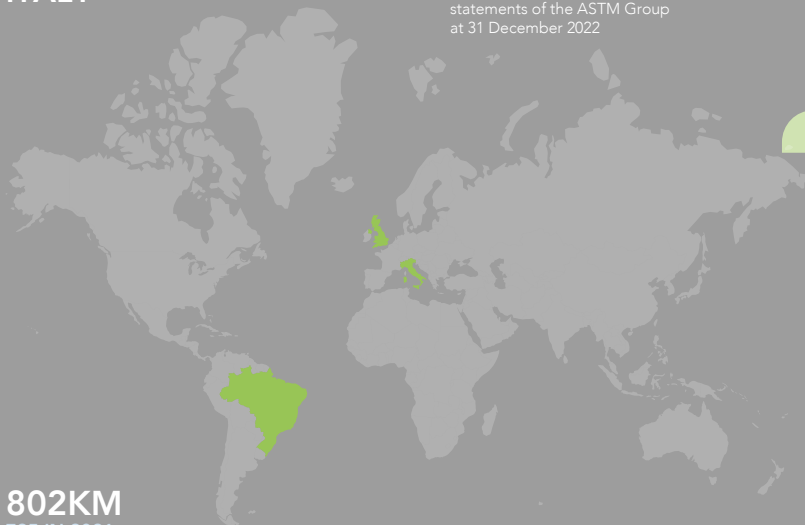 statements of the ASTM Group
at 31 December 2022
802KM